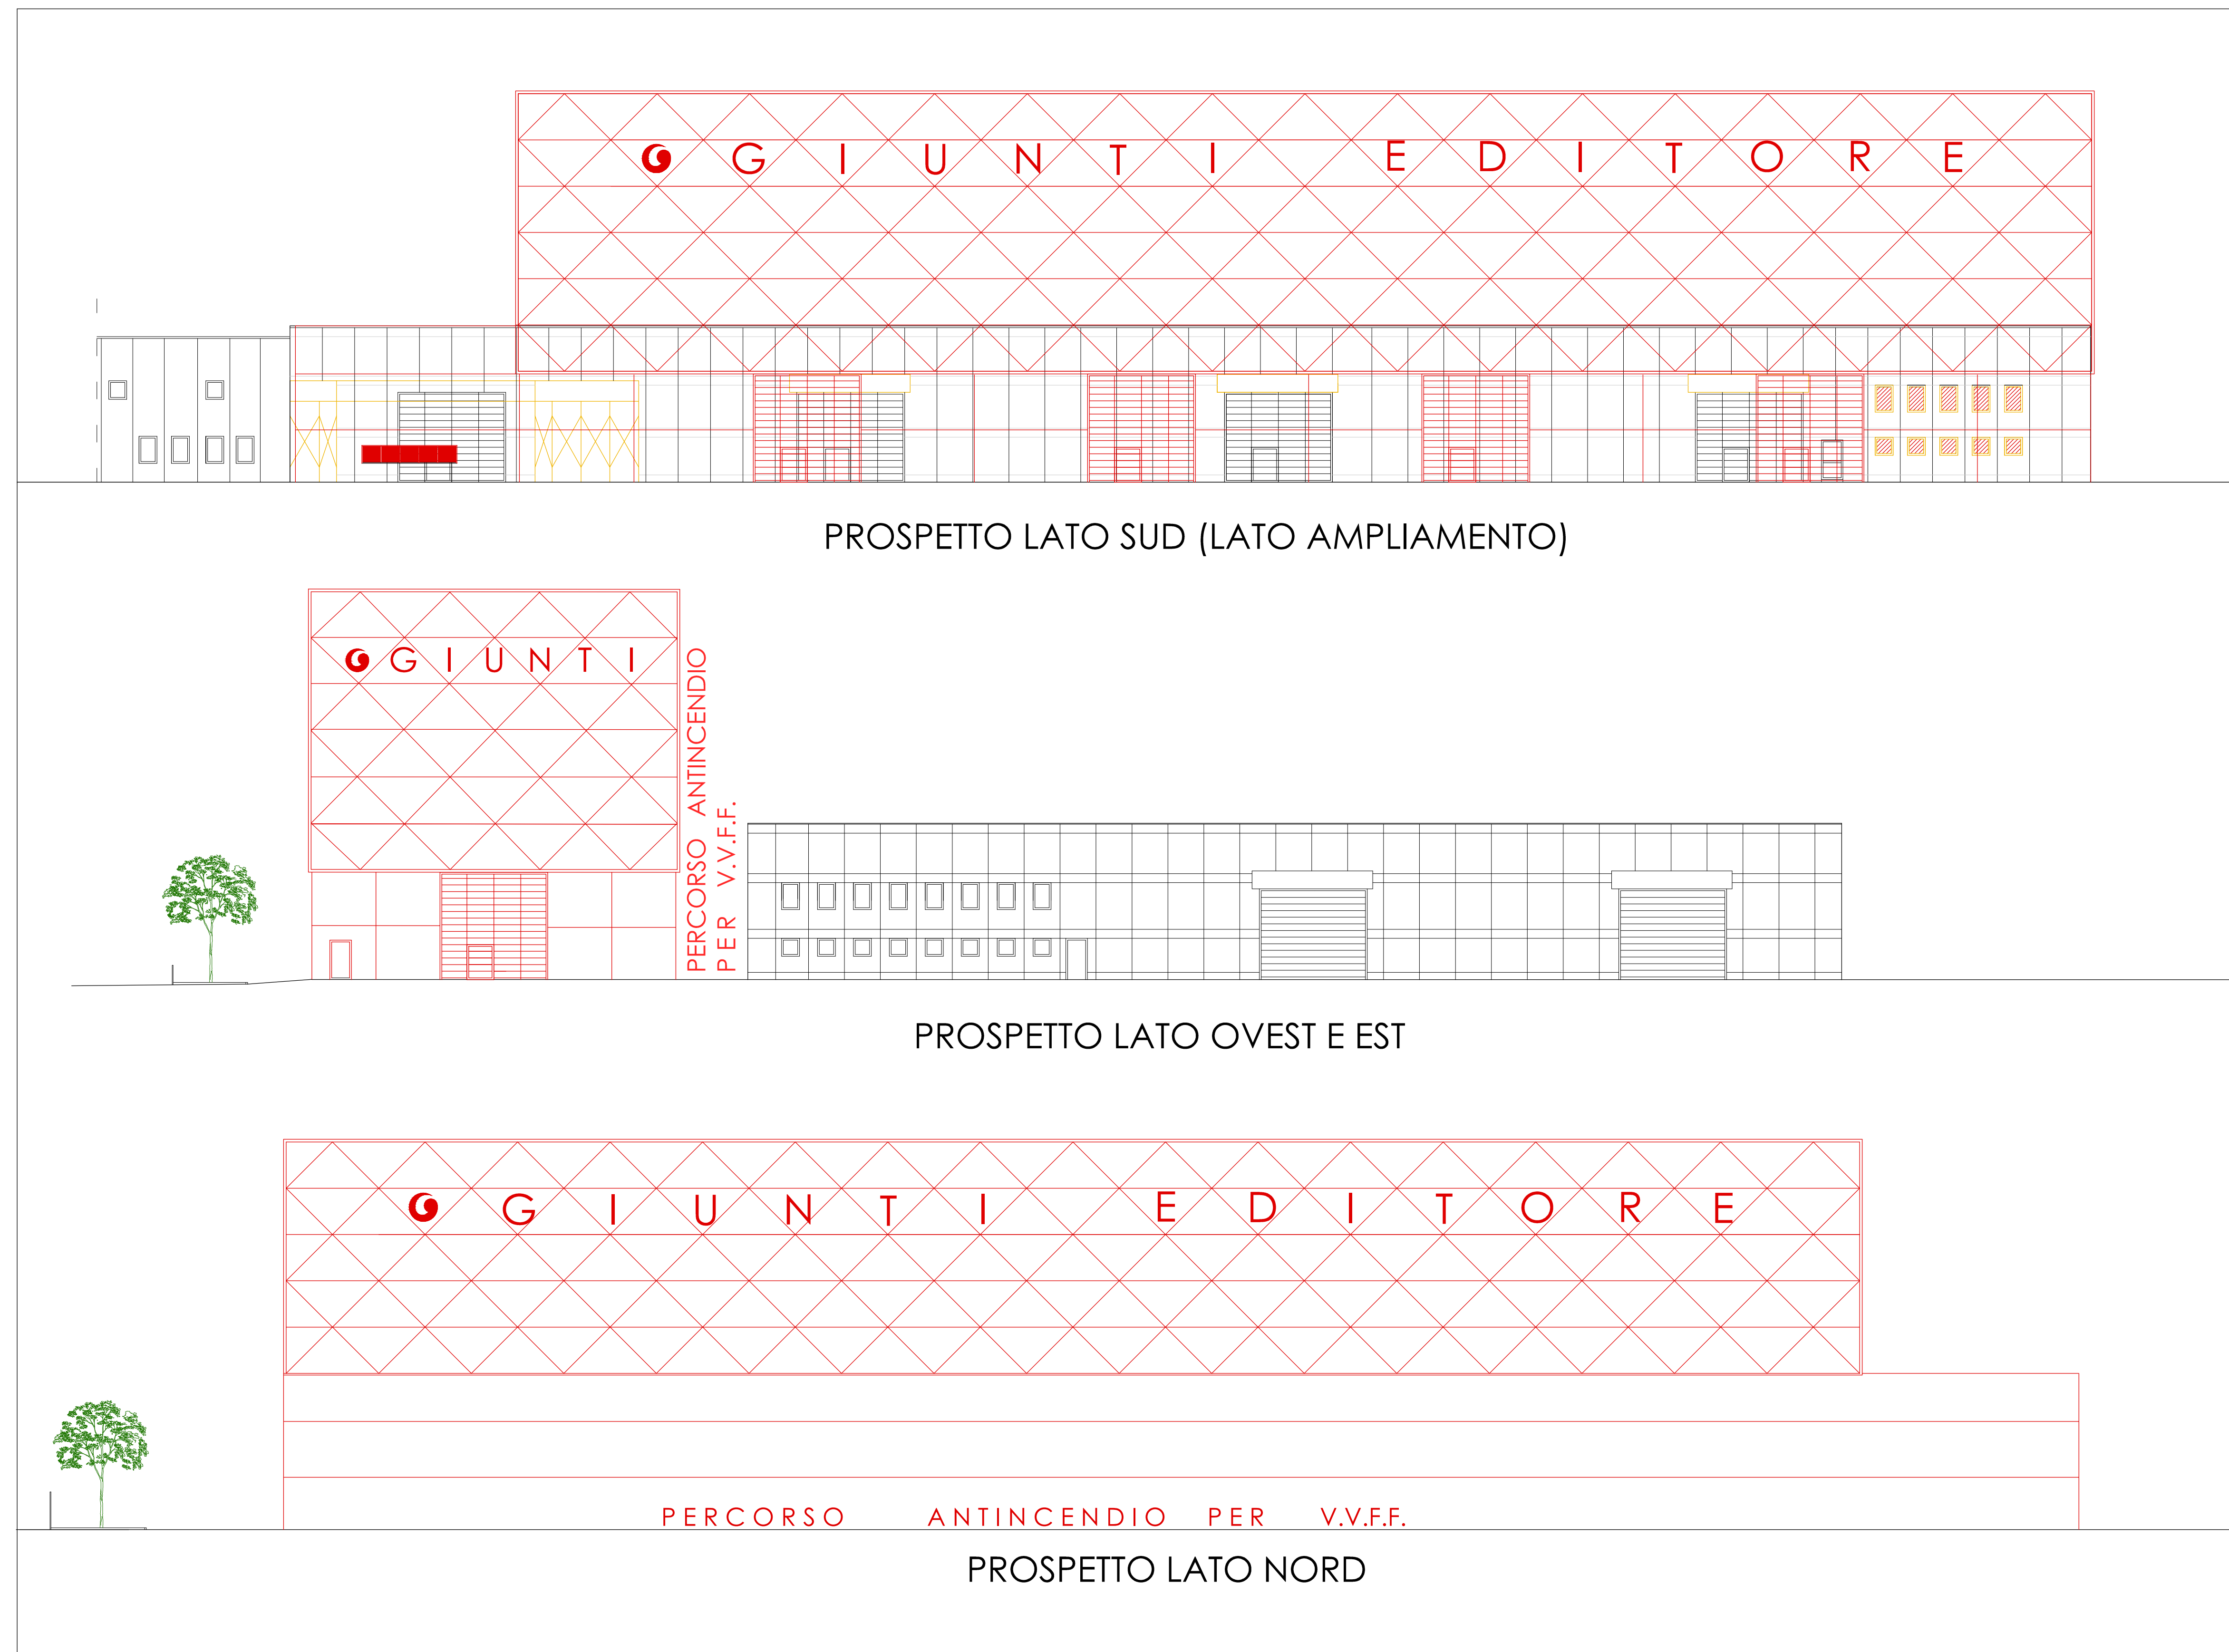 GIUNTI EDITORE
PROSPETTO LATO SUD (LATO AMPLIAMENTO)
GIUNTI
PERCORSO ANTINCENDIO
PER V.V.F.F.
PROSPETTO LATO OVEST E EST
GIUNTI EDITORE
PERCORSO ANTINCENDIO PER V.V.F.F.
PROSPETTO LATO NORD